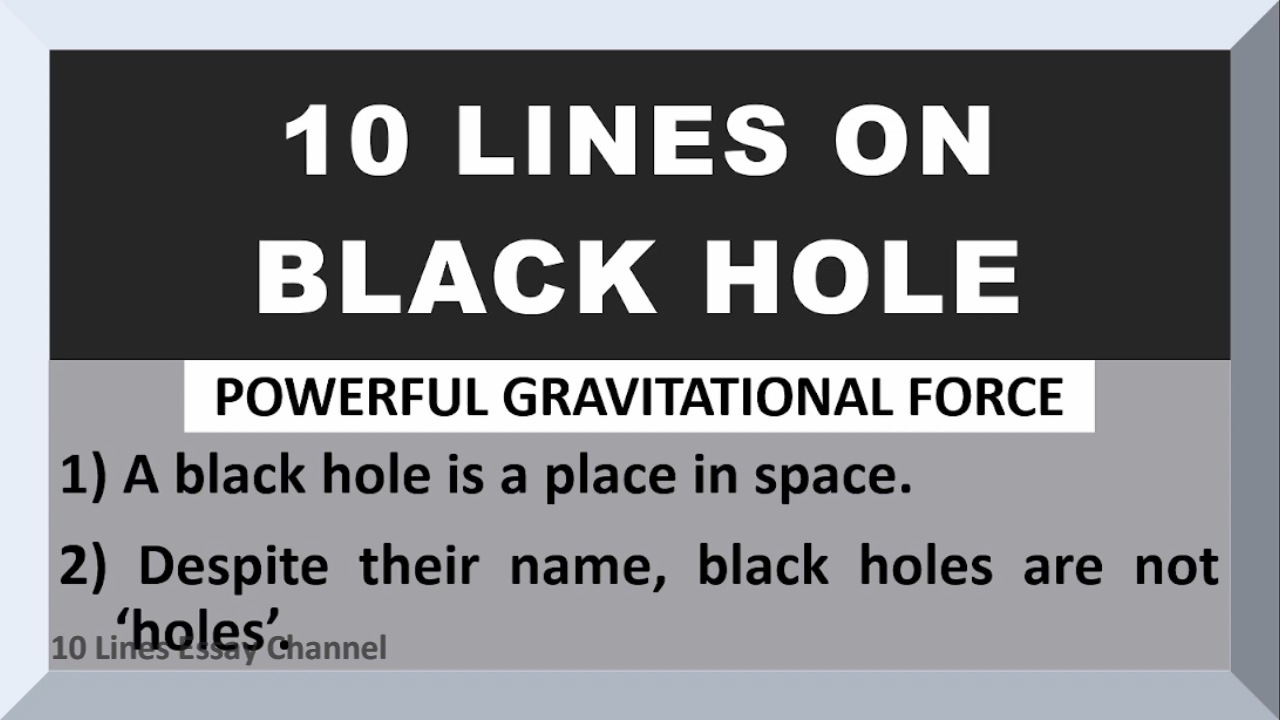 10 LINES ON
BLACK HOLE
POWERFUL GRAVITATIONAL FORCE
1) A black hole is a place in space.
2) Despite their name, black holes are not
‘holes’.
10 Lines Essay Channel